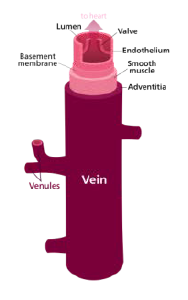 to heart
Lumen
Valve
Endothelium
Basement
membrane
Smooth
muscle
Adventitia
Venules
Vein